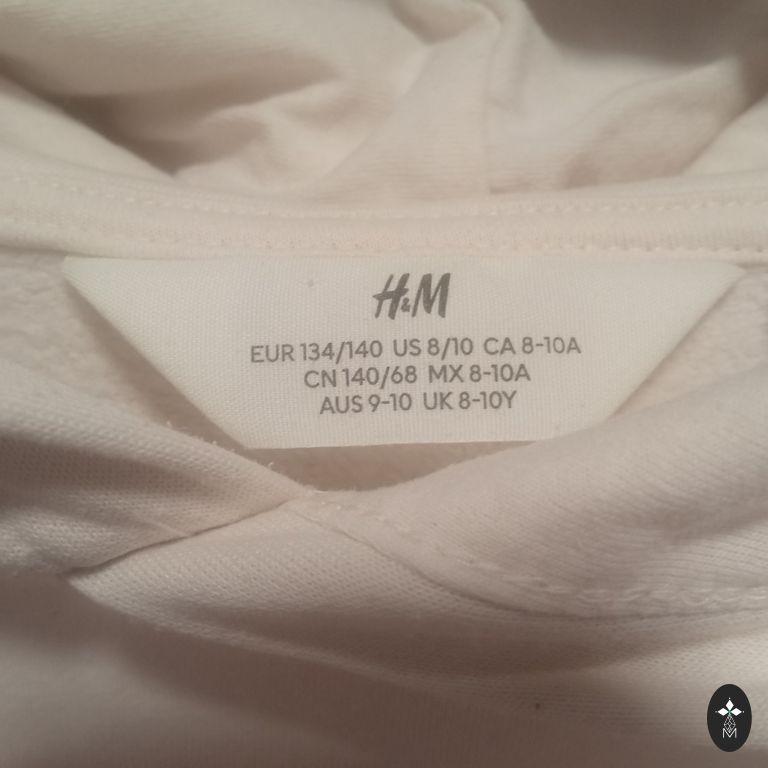 H&M
EUR 134/140 US 8/10 CA 8-10A
CN 140/68 MX 8-10A
AUS 9-10 UK 8-10Y
M